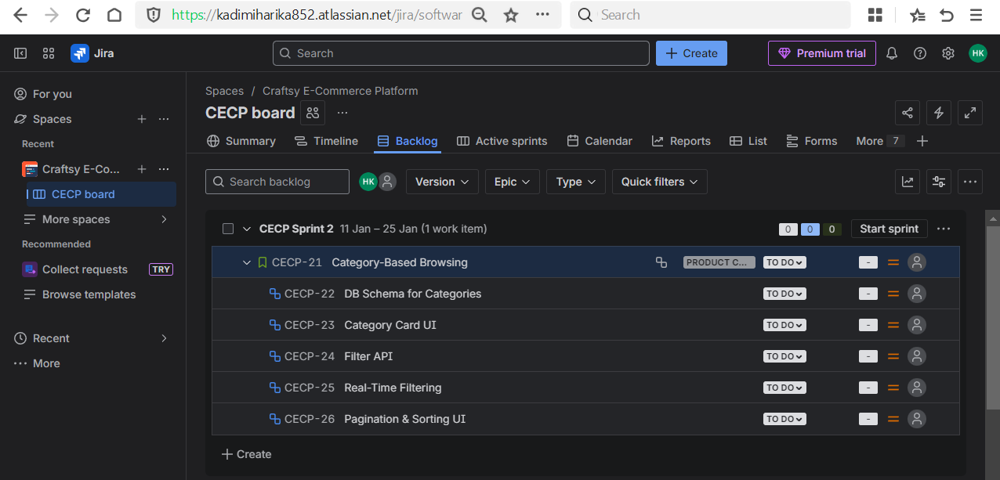 https://kadimiharika852.atlassian.net/jira/softwar
Search
Jira
Search
Create
Premium trial
HK
For you
Spaces
Recent
Craftsy E-Co...
CECP board
More spaces
Recommended
Collect requests TRY
Browse templates
Recent
More
Spaces / Craftsy E-Commerce Platform
CECP board
Summary Timeline Backlog Active sprints Calendar Reports List Forms More 7
Search backlog HK Version Epic Type Quick filters
CECP Sprint 2 11 Jan – 25 Jan (1 work item) 0 0 0 Start sprint
CECP-21 Category-Based Browsing PRODUCT C... TO DO -
CECP-22 DB Schema for Categories TO DO -
CECP-23 Category Card UI TO DO -
CECP-24 Filter API TO DO -
CECP-25 Real-Time Filtering TO DO -
CECP-26 Pagination & Sorting UI TO DO -
Create